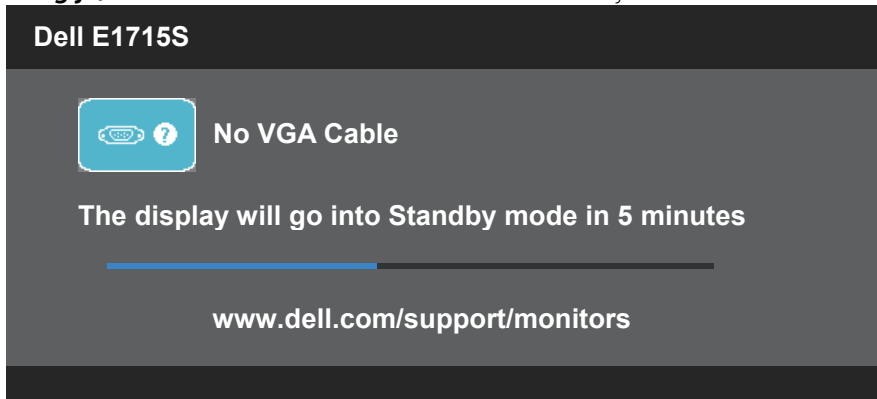 Dell E1715S
?
No VGA Cable
The display will go into Standby mode in 5 minutes
www.dell.com/support/monitors